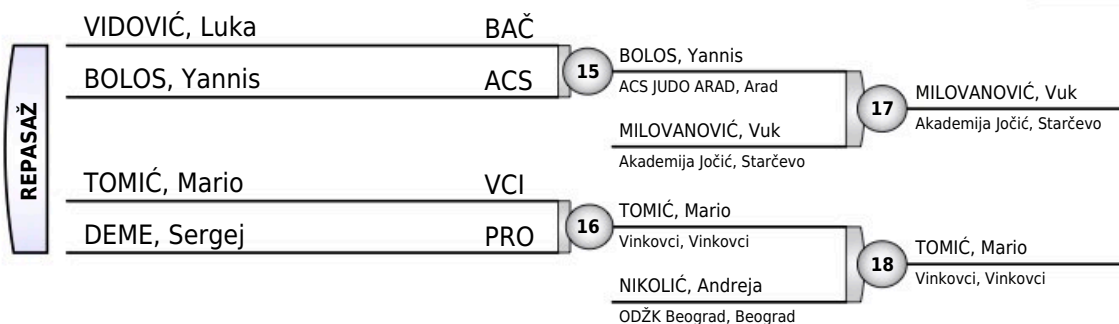 REPASAŽ
VIDOVIĆ, Luka BAČ
BOLOS, Yannis ACS
15
BOLOS, Yannis
ACS JUDO ARAD, Arad
MILOVANOVIĆ, Vuk
Akademija Jočić, Starčevo
17
MILOVANOVIĆ, Vuk
Akademija Jočić, Starčevo
TOMIĆ, Mario VCI
DEME, Sergej PRO
16
TOMIĆ, Mario
Vinkovci, Vinkovci
NIKOLIĆ, Andreja
ODŽK Beograd, Beograd
18
TOMIĆ, Mario
Vinkovci, Vinkovci